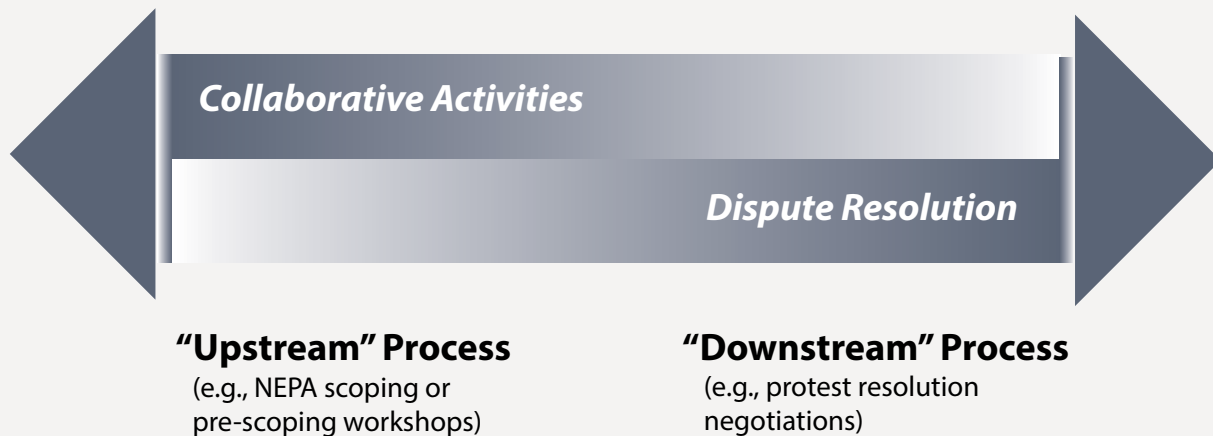 Collaborative Activities
Dispute Resolution
“Upstream” Process
(e.g., NEPA scoping or
pre-scoping workshops)
“Downstream” Process
(e.g., protest resolution
negotiations)